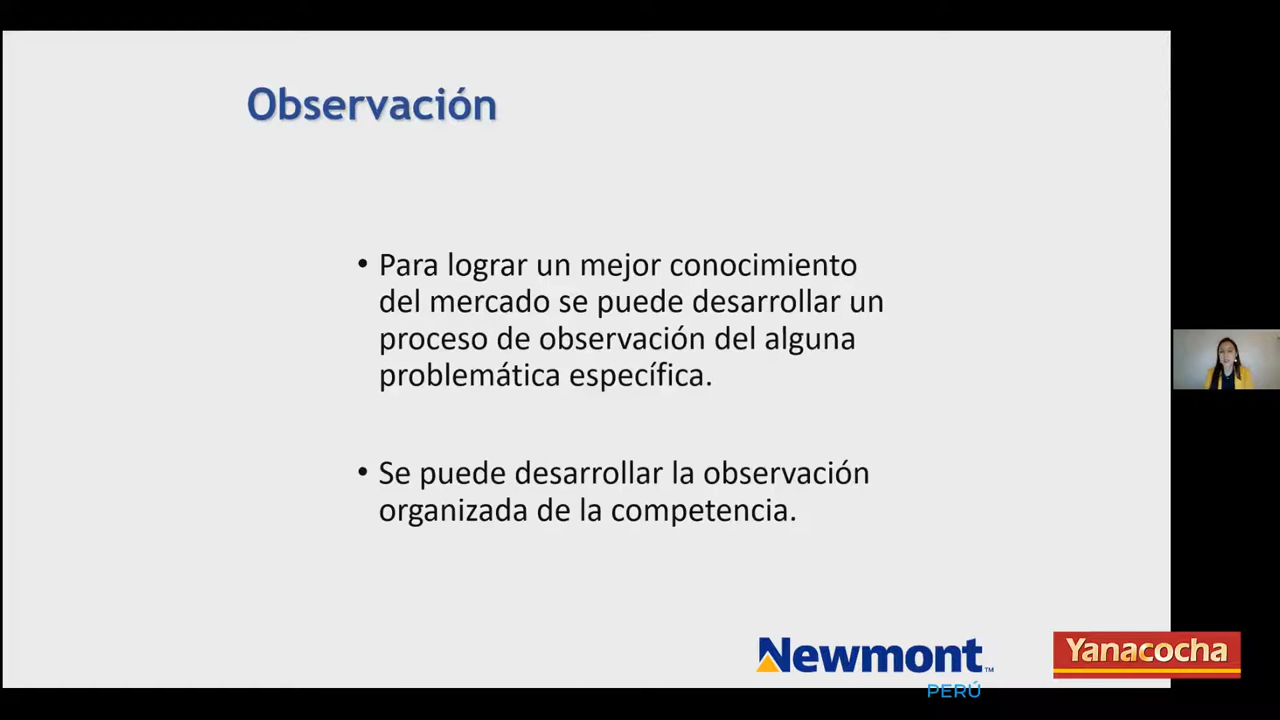 Observación
• Para lograr un mejor conocimiento
del mercado se puede desarrollar un
proceso de observación del alguna
problemática específica.
• Se puede desarrollar la observación
organizada de la competencia.
Newmont™
PERÚ
Yanacocha